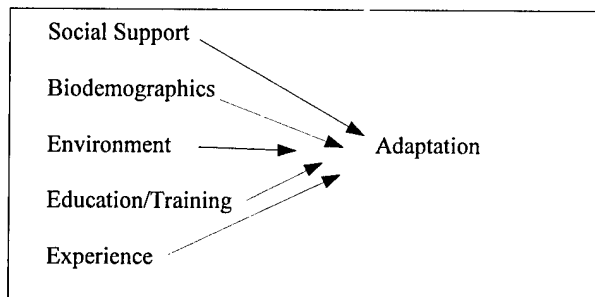 Social Support
Biodemographics
Environment
Adaptation
Education/Training
Experience